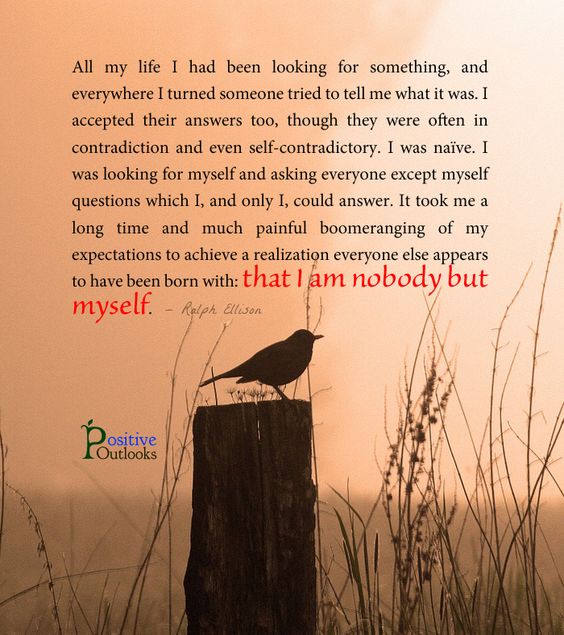 All my life I had been looking for something, and
everywhere I turned someone tried to tell me what it was. I
accepted their answers too, though they were often in
contradiction and even self-contradictory. I was naïve. I
was looking for myself and asking everyone except myself
questions which I, and only I, could answer. It took me a
long time and much painful boomeranging of my
expectations to achieve a realization everyone else appears
to have been born with: that I am nobody but
myself. – Ralph Ellison
Positive
Outlooks